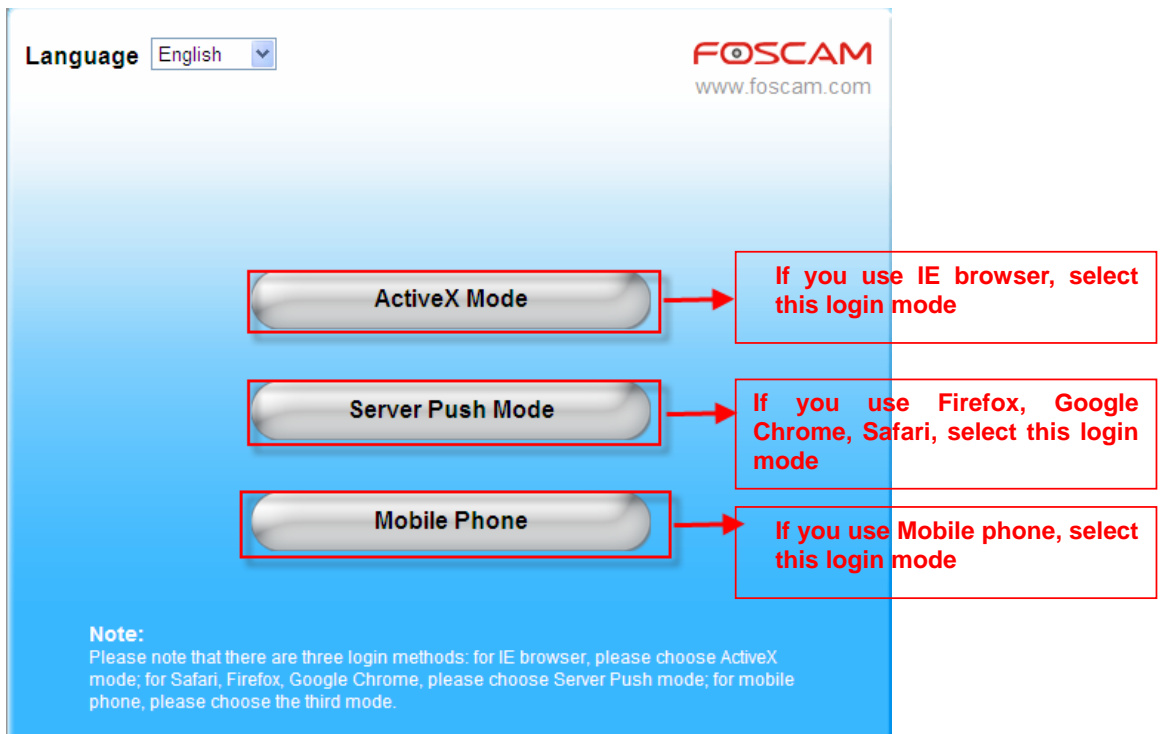 Language English
FOSCAM
www.foscam.com
ActiveX Mode
If you use IE browser, select
this login mode
Server Push Mode
If you use Firefox, Google
Chrome, Safari, select this login
mode
Mobile Phone
If you use Mobile phone, select
this login mode
Note:
Please note that there are three login methods: for IE browser, please choose ActiveX
mode; for Safari, Firefox, Google Chrome, please choose Server Push mode; for mobile
phone, please choose the third mode.